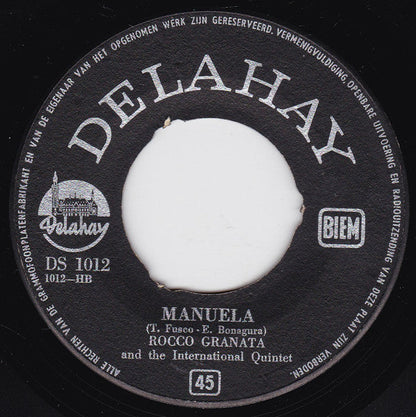 ALLE RECHTEN VAN DE GRAMMOFOONPLATENFABRIKANT EN VAN DE EIGENAAR VAN HET OPGENOMEN WERK ZIJN GERESERVEERD. VERMENIGVULDIGING, OPENBARE UITVOERING EN RADIOUITZENDING VAN DEZE PLAAT ZIJN VERBODEN.
DELAHAY
Delahay
BIEM
DS 1012
1012-HB
MANUELA
(T. Fusco - E. Bonagura)
ROCCO GRANATA
and the International Quintet
45